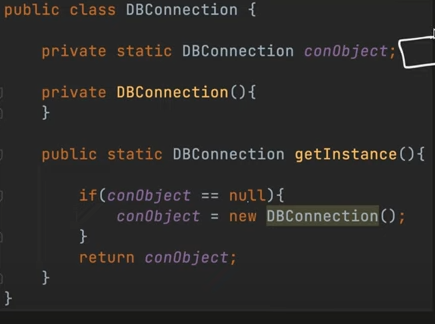 public class DBConnection {
private static DBConnection conObject;
private DBConnection(){
}
public static DBConnection getInstance(){
if(conObject == null){
conObject = new DBConnection();
}
return conObject;
}
}